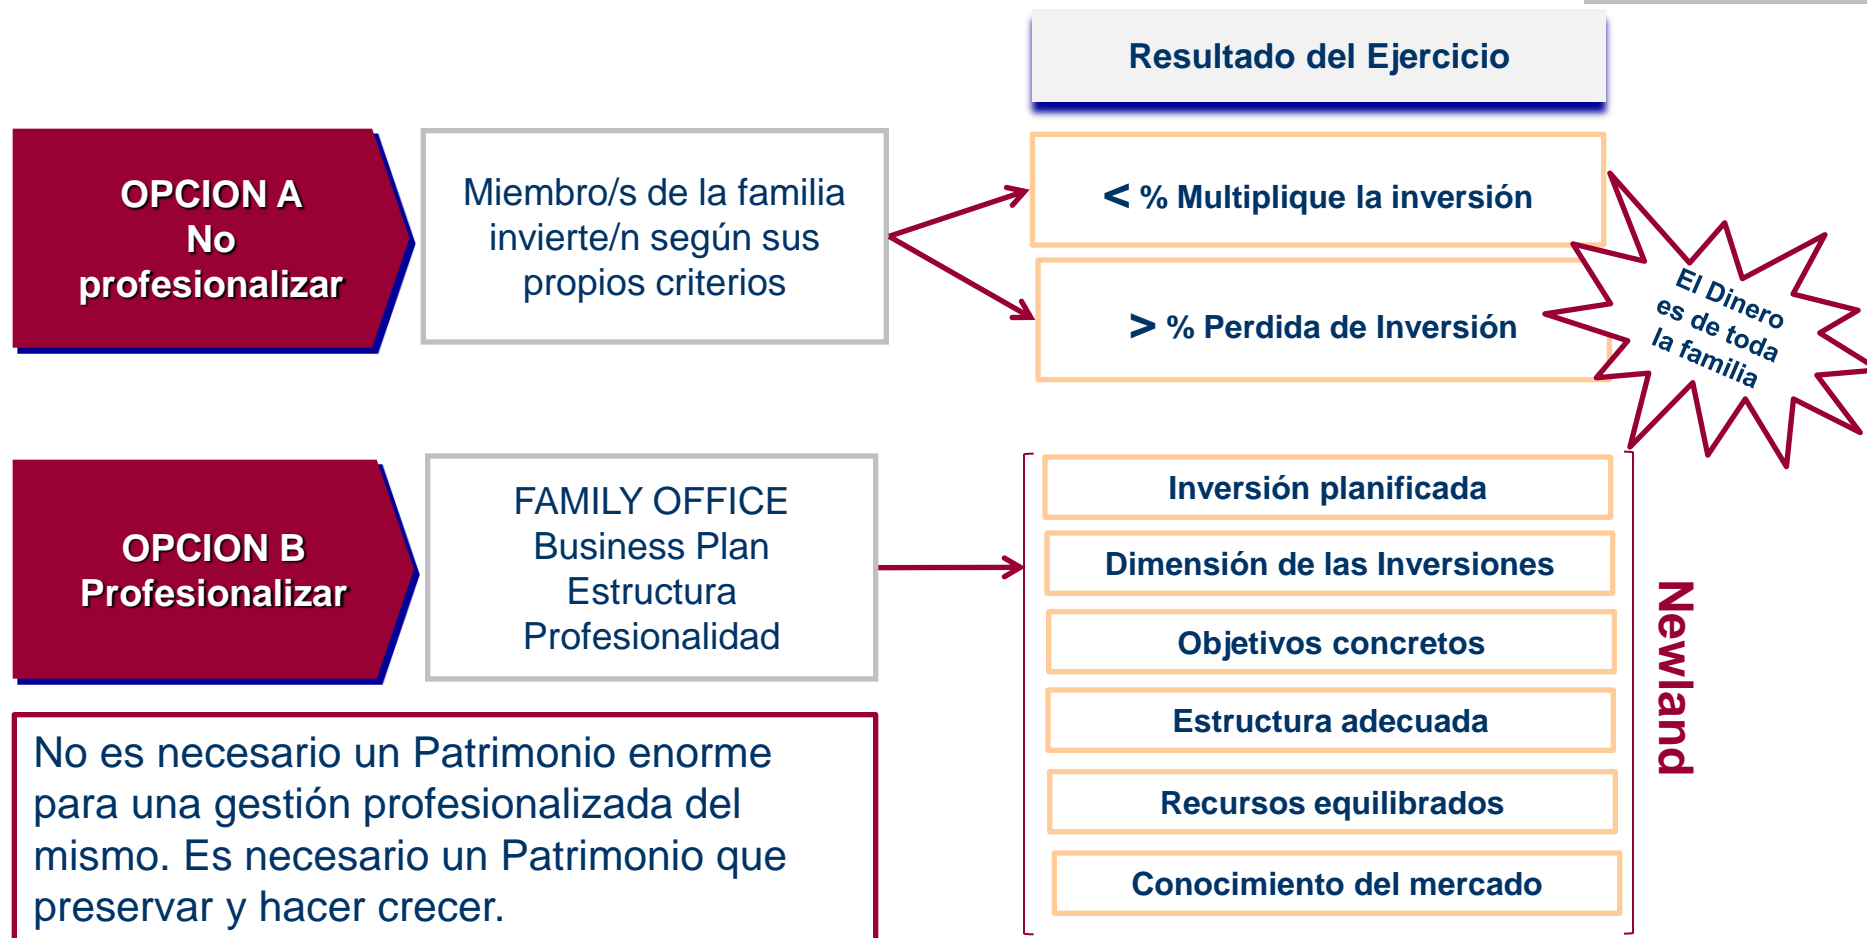 Resultado del Ejercicio
OPCION A
No
profesionalizar
Miembro/s de la familia
invierte/n según sus
propios criterios
< % Multiplique la inversión
> % Perdida de Inversión
El Dinero
es de toda
la familia
OPCION B
Profesionalizar
FAMILY OFFICE
Business Plan
Estructura
Profesionalidad
Inversión planificada
Dimensión de las Inversiones
Objetivos concretos
Estructura adecuada
Recursos equilibrados
Conocimiento del mercado
Newland
No es necesario un Patrimonio enorme
para una gestión profesionalizada del
mismo. Es necesario un Patrimonio que
preservar y hacer crecer.